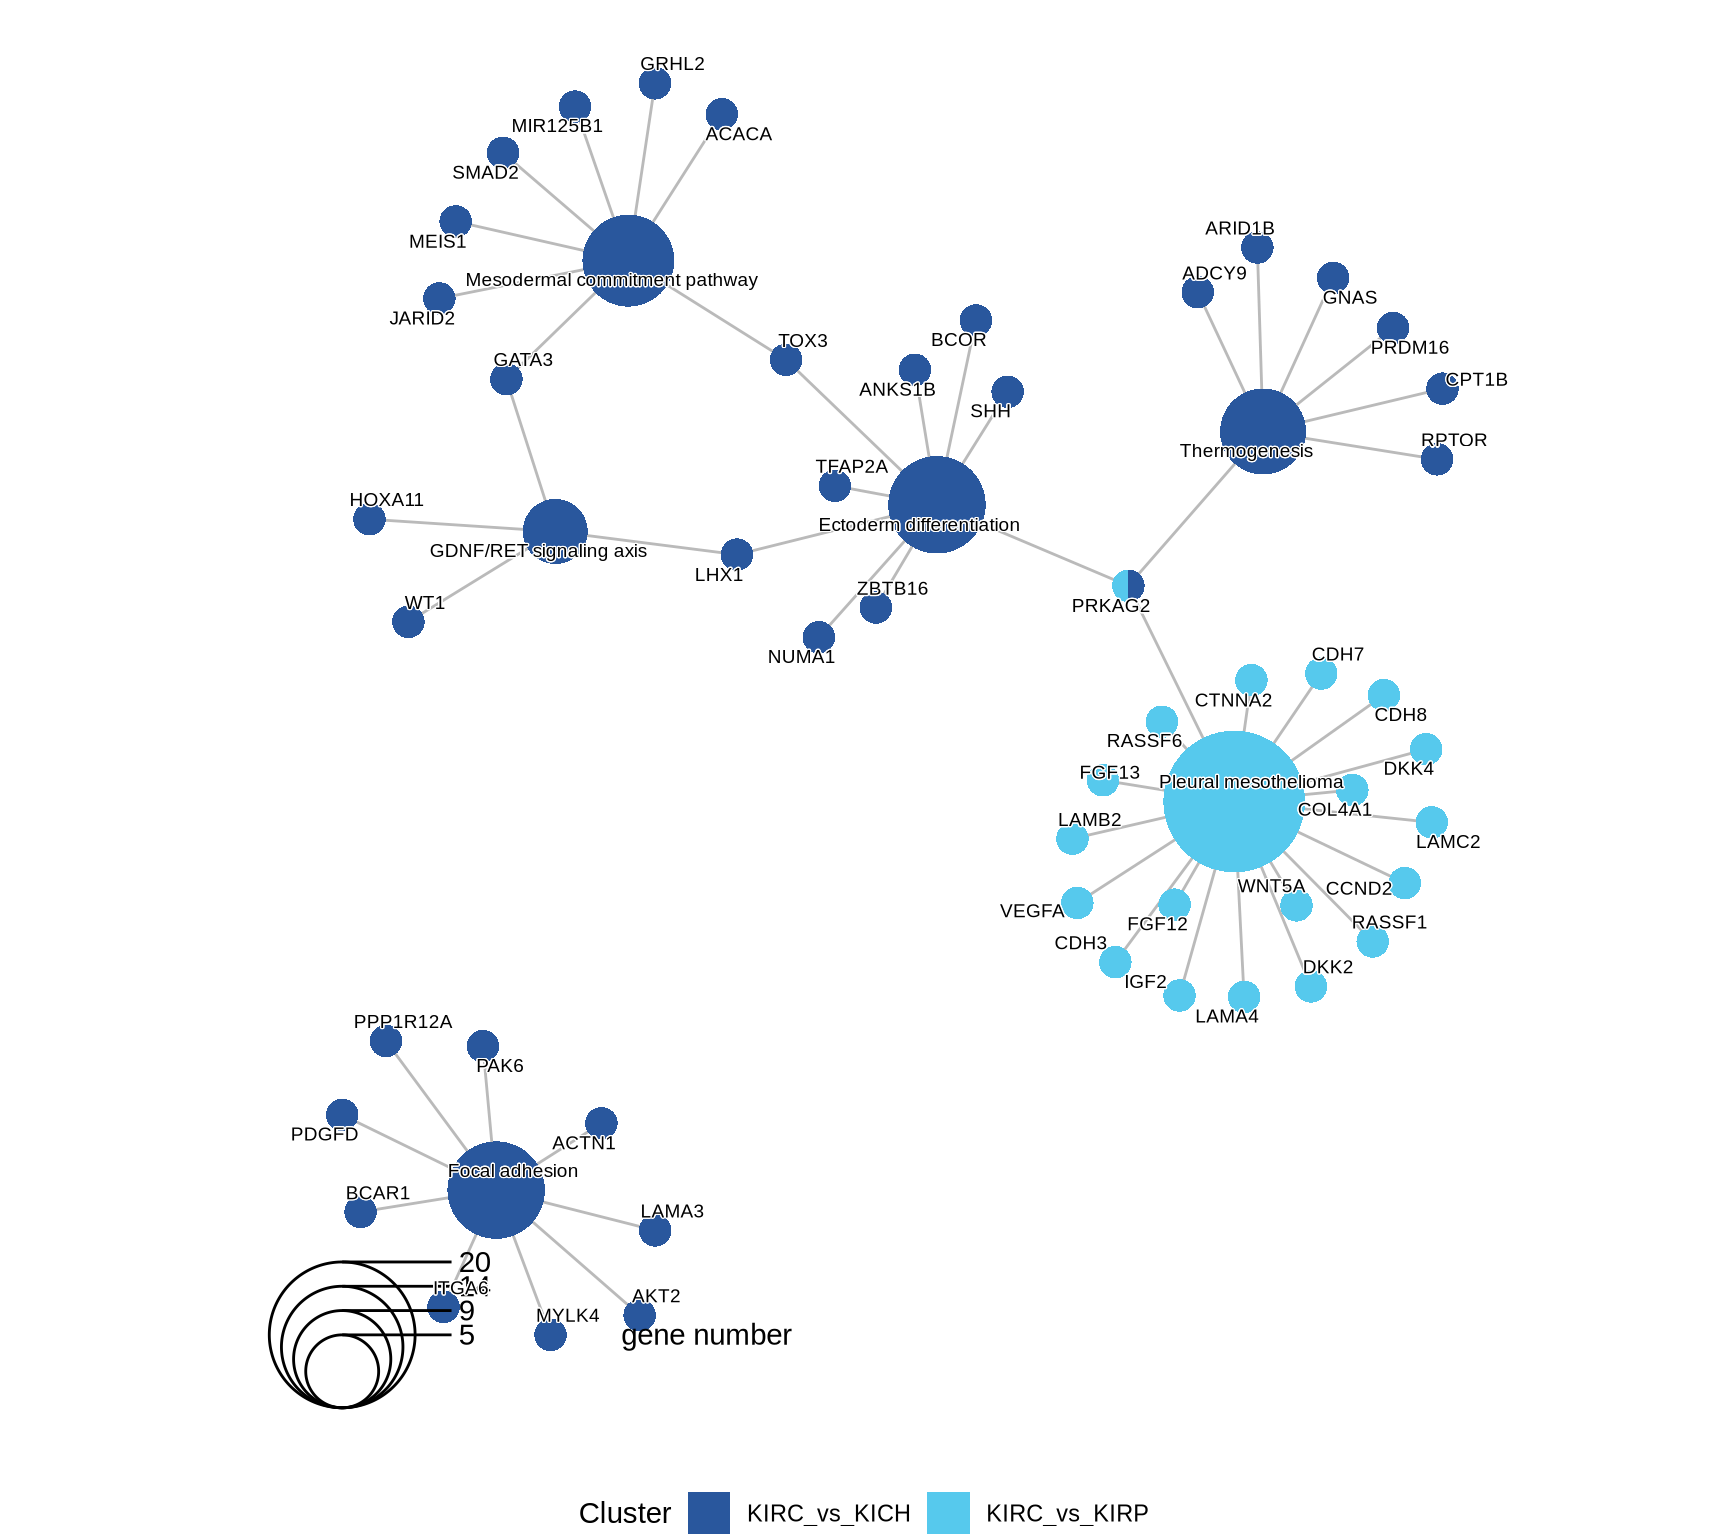 GRHL2
MIR125B1
ACACA
SMAD2
MEIS1
Mesodermal commitment pathway
JARID2
GATA3
TOX3
ARID1B
ADCY9
GNAS
PRDM16
CPT1B
RPTOR
Thermogenesis
BCOR
ANKS1B
SHH
TFAP2A
Ectoderm differentiation
HOXA11
GDNF/RET signaling axis
WT1
LHX1
ZBTB16
NUMA1
PRKAG2
CDH7
CTNNA2
CDH8
RASSF6
DKK4
FGF13
Pleural mesothelioma
COL4A1
LAMB2
LAMC2
WNT5A
CCND2
VEGFA
FGF12
RASSF1
CDH3
IGF2
DKK2
LAMA4
PPP1R12A
PAK6
PDGFD
ACTN1
Focal adhesion
BCAR1
LAMA3
ITGA6
AKT2
MYLK4
20
14
9
5
gene number
Cluster KIRC_vs_KICH KIRC_vs_KIRP